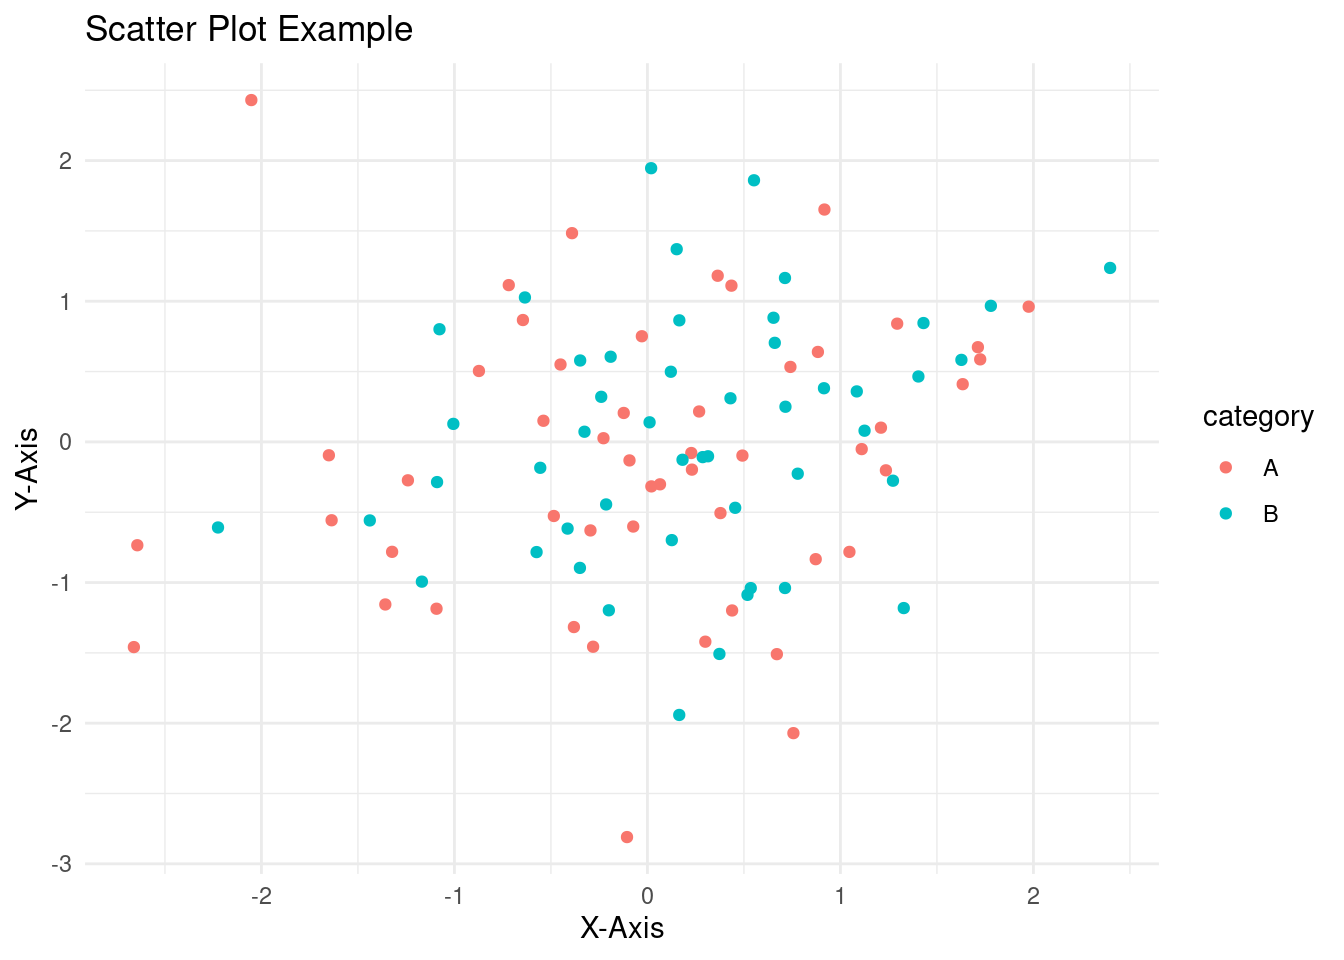 Scatter Plot Example
2
1
0
-1
-2
-3
Y-Axis
-2 -1 0 1 2
X-Axis
category
A
B